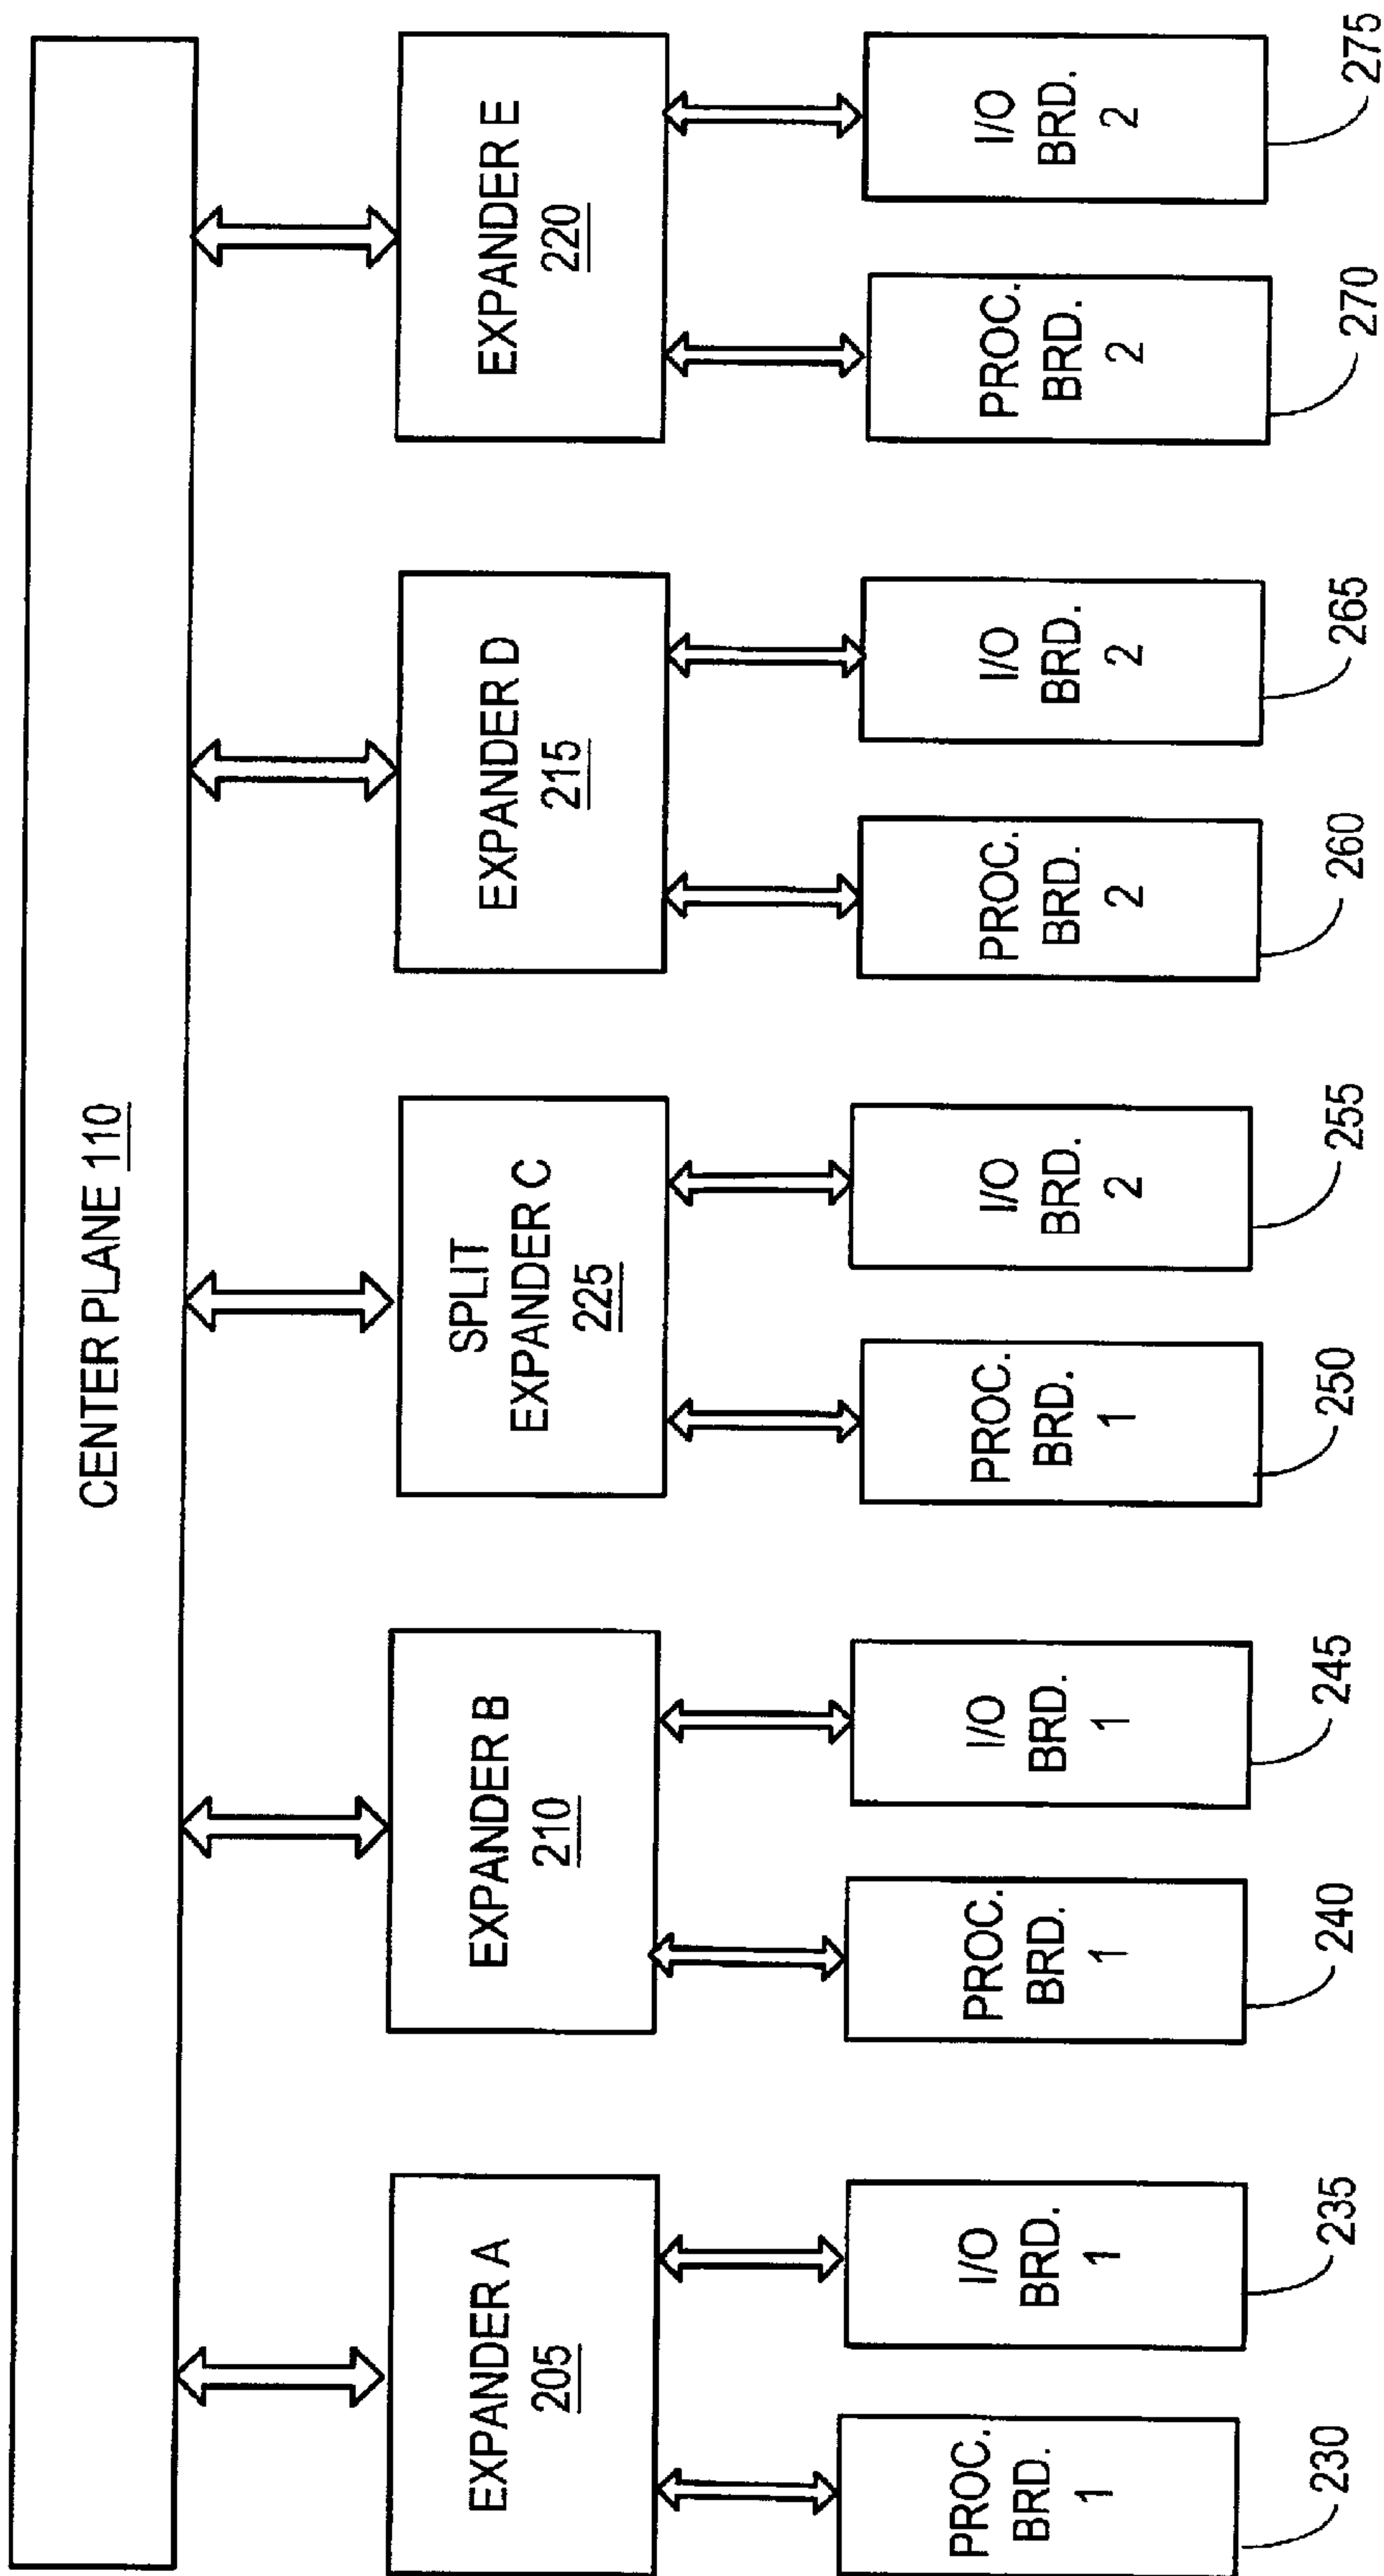 CENTER PLANE 110
EXPANDER A
205
EXPANDER B
210
SPLIT
EXPANDER C
225
EXPANDER D
215
EXPANDER E
220
PROC.
BRD.
1
230
I/O
BRD.
1
235
PROC.
BRD.
1
240
I/O
BRD.
1
245
PROC.
BRD.
1
250
I/O
BRD.
2
255
PROC.
BRD.
2
260
I/O
BRD.
2
265
PROC.
BRD.
2
270
I/O
BRD.
2
275